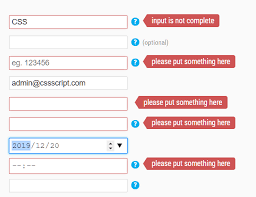 CSS input is not complete
(optional)
eg. 123456 please put something here
admin@cssscript.com
please put something here
please put something here
2019/12/20
--:-- please put something here